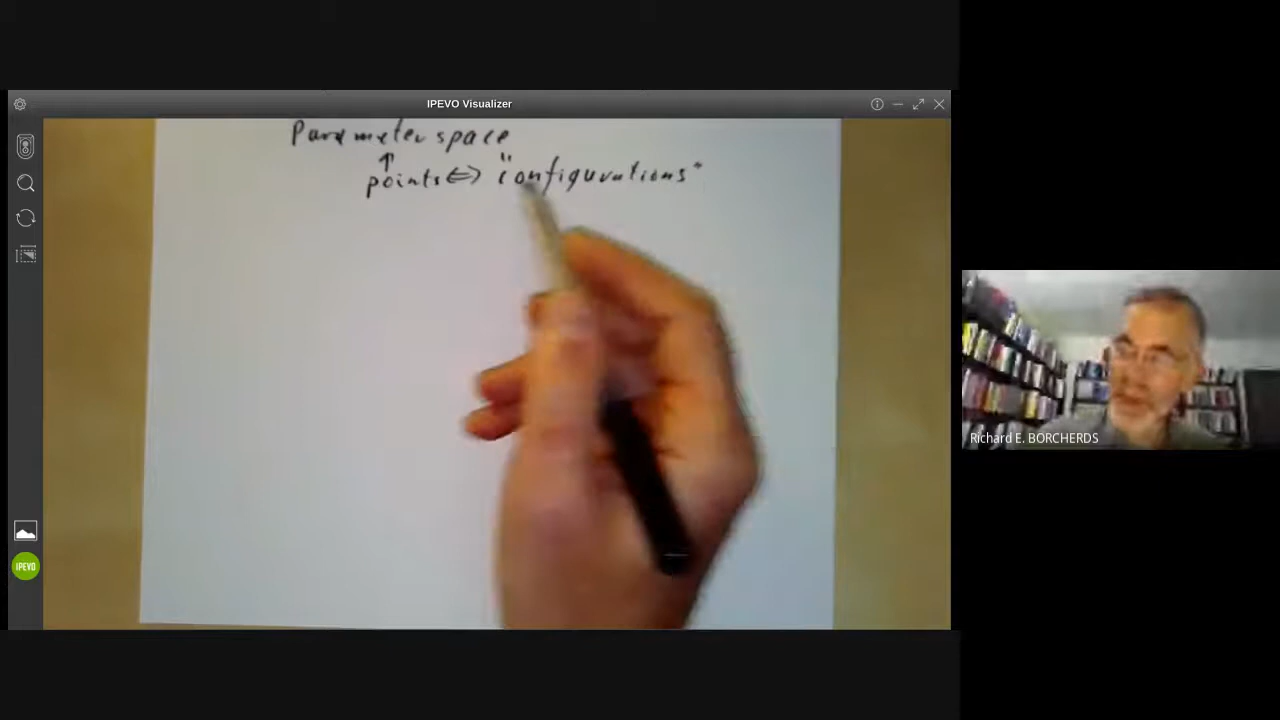 IPEVO Visualizer
Parameter space
↑
points ⇔ "configurations"
IPEVO
Richard E. BORCHERDS